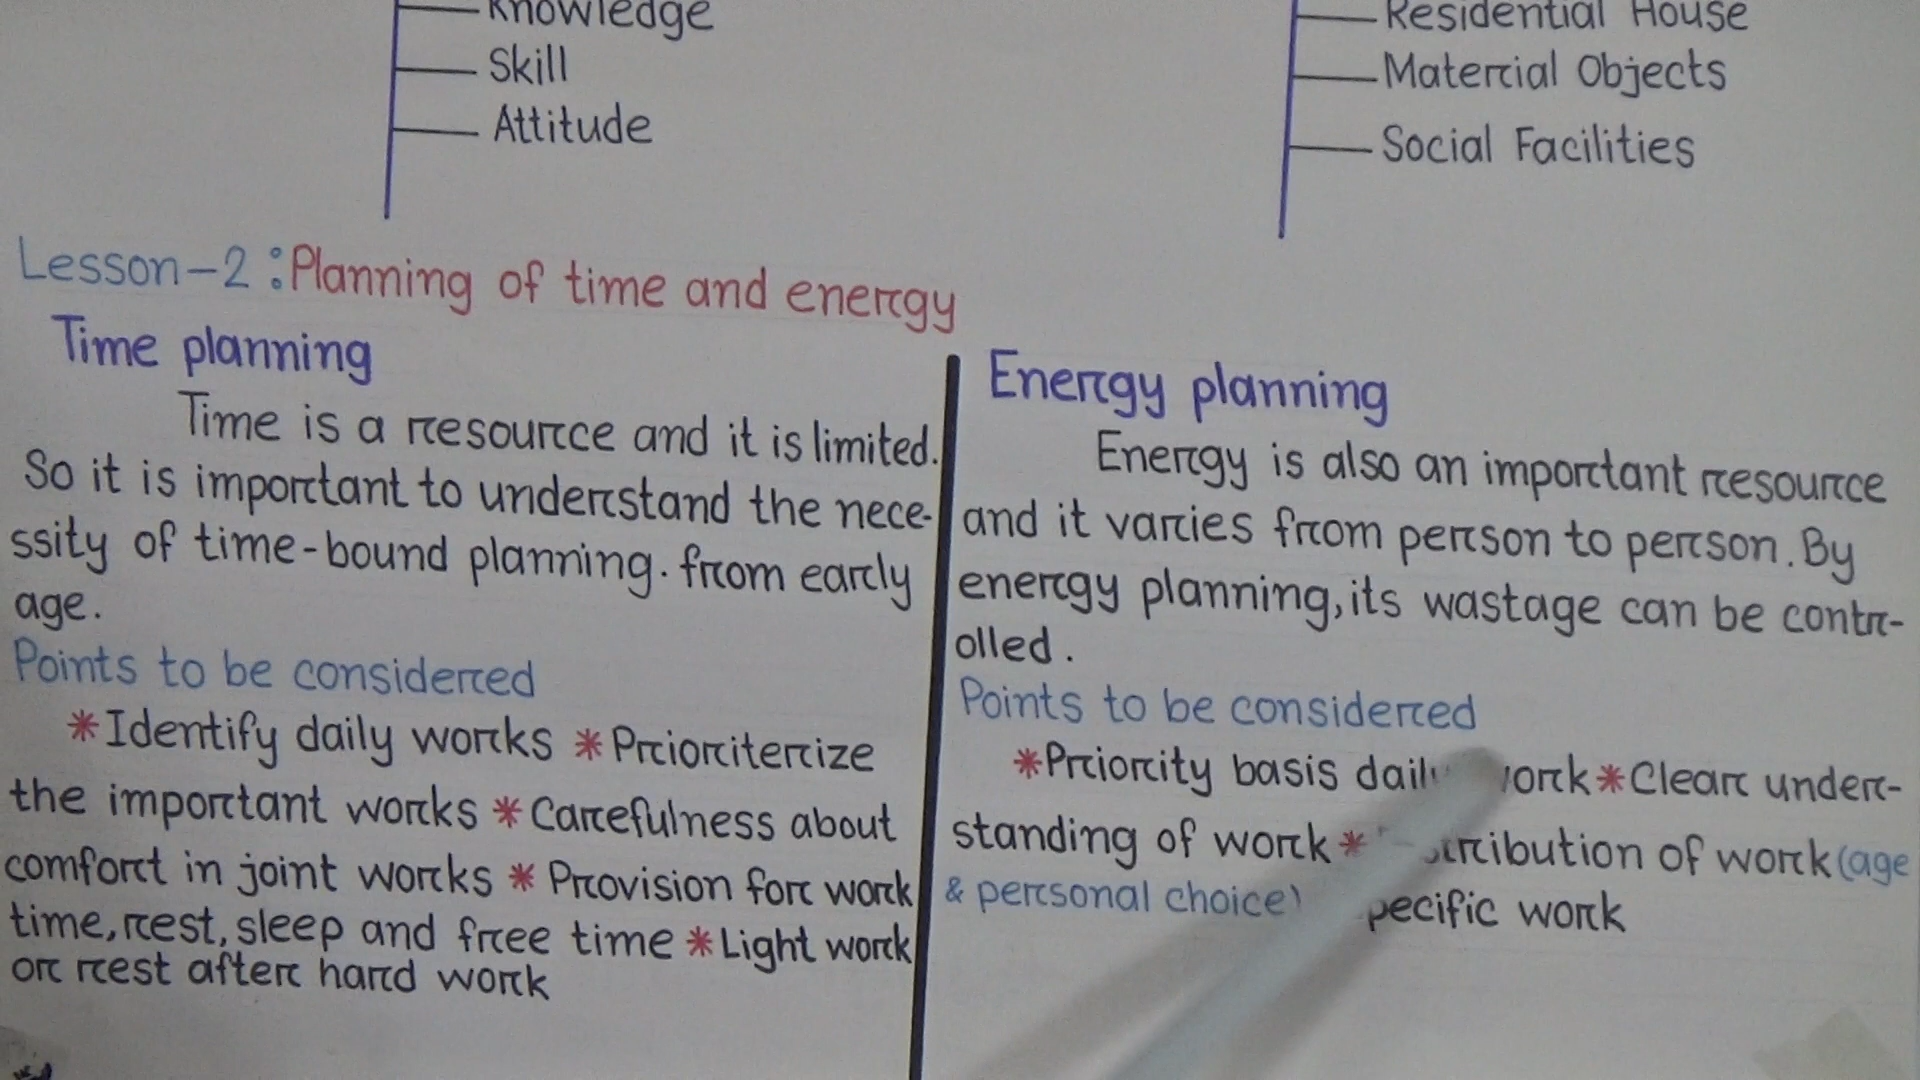 Knowledge
Skill
Attitude
Residential House
Material Objects
Social Facilities
Lesson-2 : Planning of time and energy
Time planning
Time is a resource and it is limited.
So it is important to understand the nece-
ssity of time-bound planning. from early
age.
Points to be considered
*Identify daily works *Prioriterize
the important works *Carefulness about
comfort in joint works * Provision for work
time, rest, sleep and free time *Light work
or rest after hard work
Energy planning
Energy is also an important resource
and it varies from person to person. By
energy planning, its wastage can be contr-
olled.
Points to be considered
*Priority basis *Clear under-
standing of work * of work (age
& personal choice) work